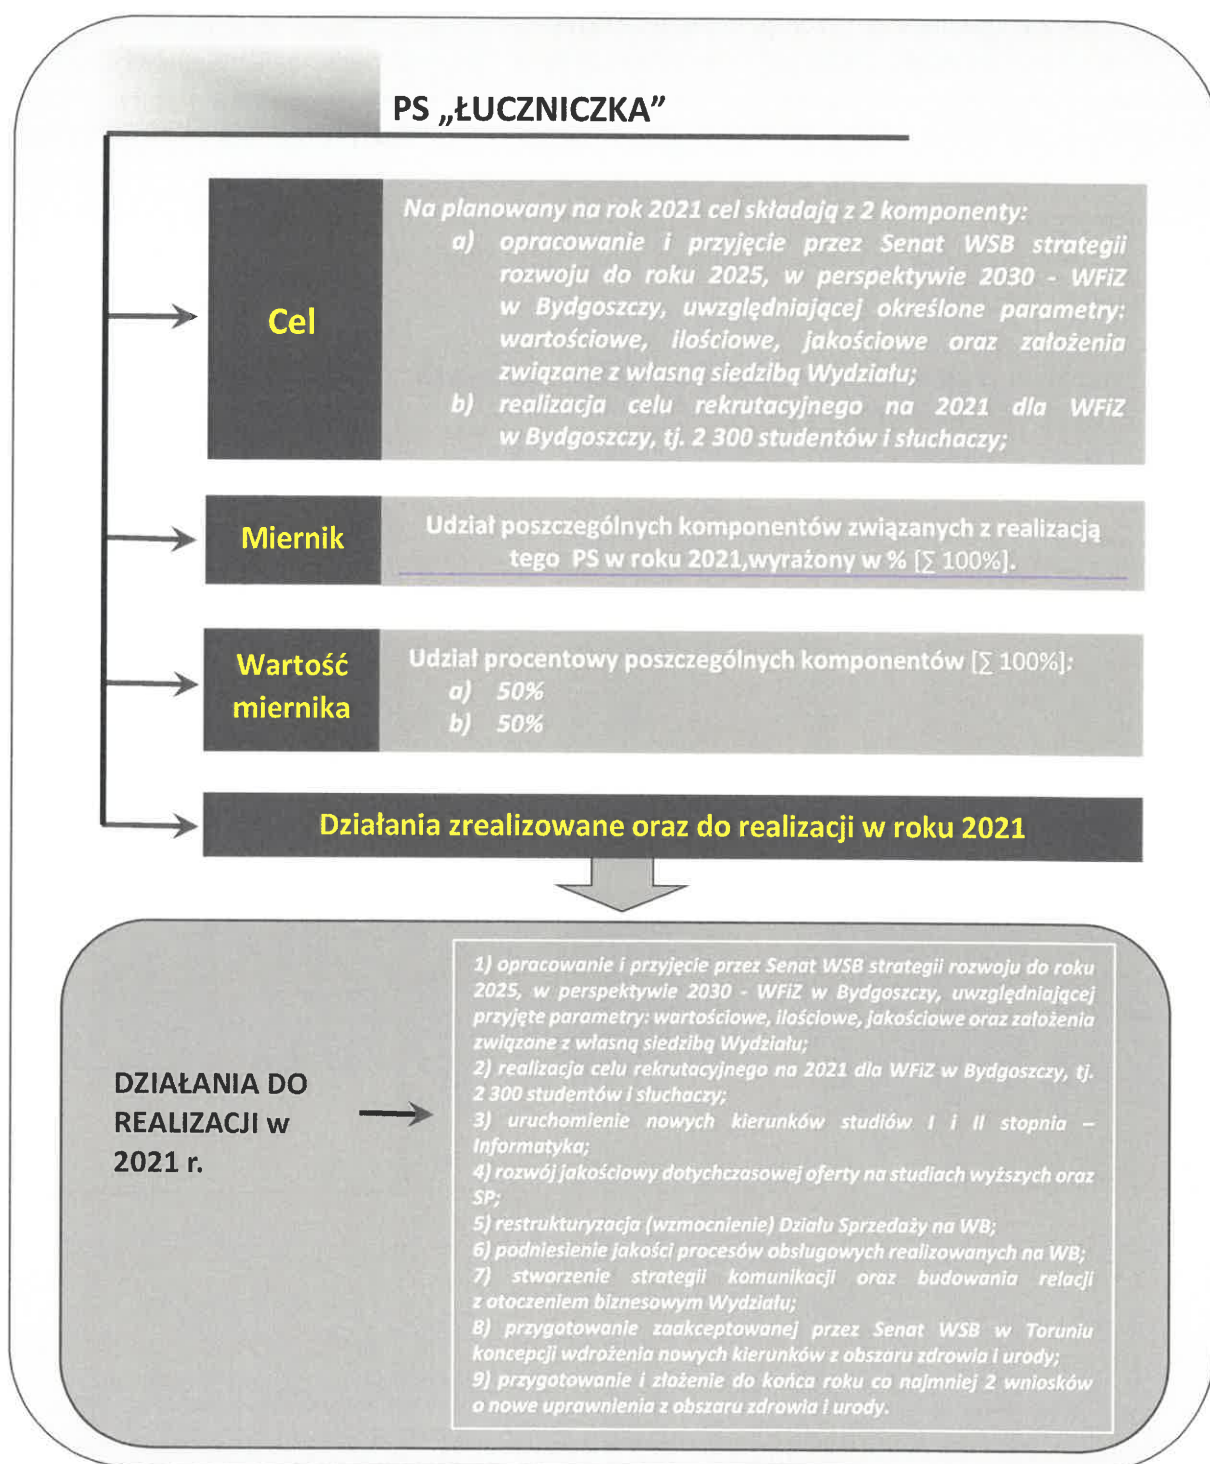 PS „ŁUCZNICZKA”
Cel
Na planowany na rok 2021 cel składają z 2 komponenty:
a) opracowanie i przyjęcie przez Senat WSB strategii
rozwoju do roku 2025, w perspektywie 2030 - WFiZ
w Bydgoszczy, uwzględniającej określone parametry:
wartościowe, ilościowe, jakościowe oraz założenia
związane z własną siedzibą Wydziału;
b) realizacja celu rekrutacyjnego na 2021 dla WFiZ
w Bydgoszczy, tj. 2 300 studentów i słuchaczy;
Miernik
Udział poszczególnych komponentów związanych z realizacją
tego PS w roku 2021,wyrażony w % [∑ 100%].
Wartość
miernika
Udział procentowy poszczególnych komponentów [∑ 100%]:
a) 50%
b) 50%
Działania zrealizowane oraz do realizacji w roku 2021
DZIAŁANIA DO
REALIZACJI w
2021 r.
1) opracowanie i przyjęcie przez Senat WSB strategii rozwoju do roku
2025, w perspektywie 2030 - WFiZ w Bydgoszczy, uwzględniającej
przyjęte parametry: wartościowe, ilościowe, jakościowe oraz założenia
związane z własną siedzibą Wydziału;
2) realizacja celu rekrutacyjnego na 2021 dla WFiZ w Bydgoszczy, tj.
2 300 studentów i słuchaczy;
3) uruchomienie nowych kierunków studiów I i II stopnia –
Informatyka;
4) rozwój jakościowy dotychczasowej oferty na studiach wyższych oraz
SP;
5) restrukturyzacja (wzmocnienie) Działu Sprzedaży na WB;
6) podniesienie jakości procesów obsługowych realizowanych na WB;
7) stworzenie strategii komunikacji oraz budowania relacji
z otoczeniem biznesowym Wydziału;
8) przygotowanie zaakceptowanej przez Senat WSB w Toruniu
koncepcji wdrożenia nowych kierunków z obszaru zdrowia i urody;
9) przygotowanie i złożenie do końca roku co najmniej 2 wniosków
o nowe uprawnienia z obszaru zdrowia i urody.